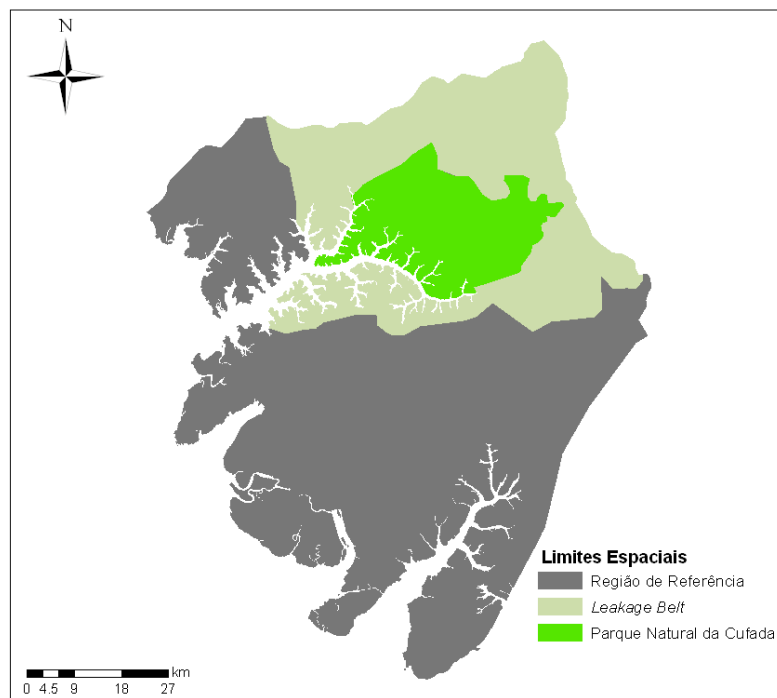 N
Limites Espaciais
Região de Referência
Leakage Belt
Parque Natural da Cufada
km
0 4.5 9 18 27